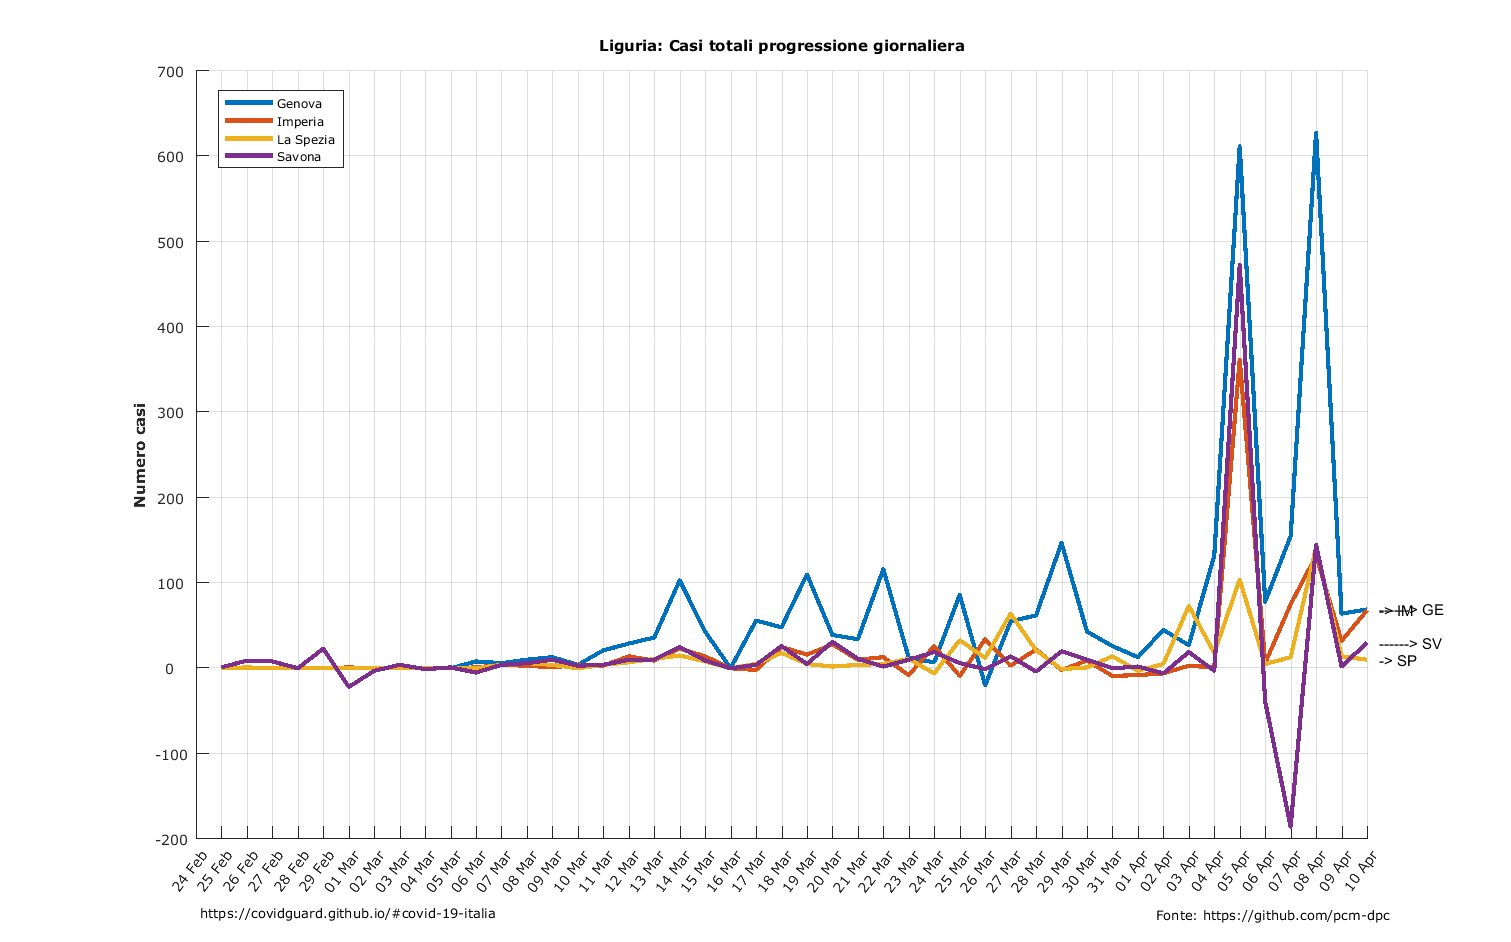 Liguria: Casi totali progressione giornaliera
700
600
500
400
300
200
100
0
-100
-200
Numero casi
Genova
Imperia
La Spezia
Savona
-> IM
-----> GE
------> SV
-> SP
24 Feb
25 Feb
26 Feb
27 Feb
28 Feb
29 Feb
01 Mar
02 Mar
03 Mar
04 Mar
05 Mar
06 Mar
07 Mar
08 Mar
09 Mar
10 Mar
11 Mar
12 Mar
13 Mar
14 Mar
15 Mar
16 Mar
17 Mar
18 Mar
19 Mar
20 Mar
21 Mar
22 Mar
23 Mar
24 Mar
25 Mar
26 Mar
27 Mar
28 Mar
29 Mar
30 Mar
31 Mar
01 Apr
02 Apr
03 Apr
04 Apr
05 Apr
06 Apr
07 Apr
08 Apr
09 Apr
10 Apr
https://covidguard.github.io/#covid-19-italia
Fonte: https://github.com/pcm-dpc